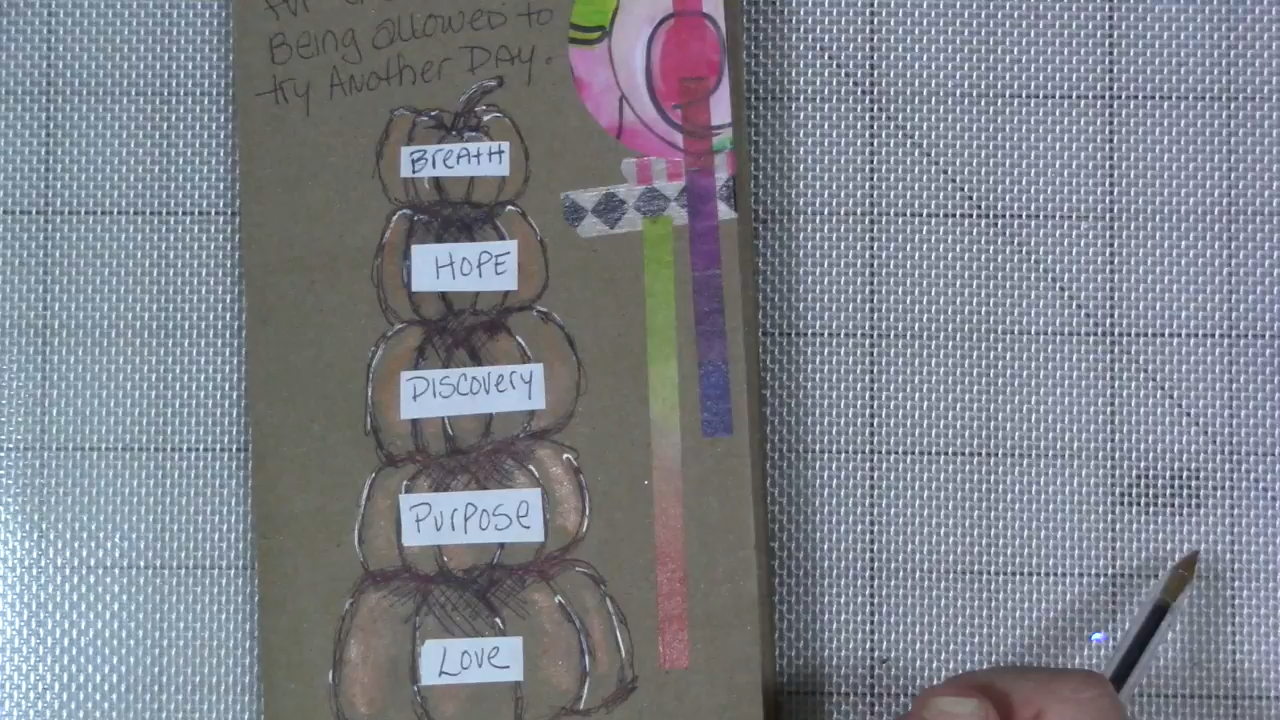 Being allowed to
try Another DAY.
BreATH
HOPE
DIscovery
Purpose
Love